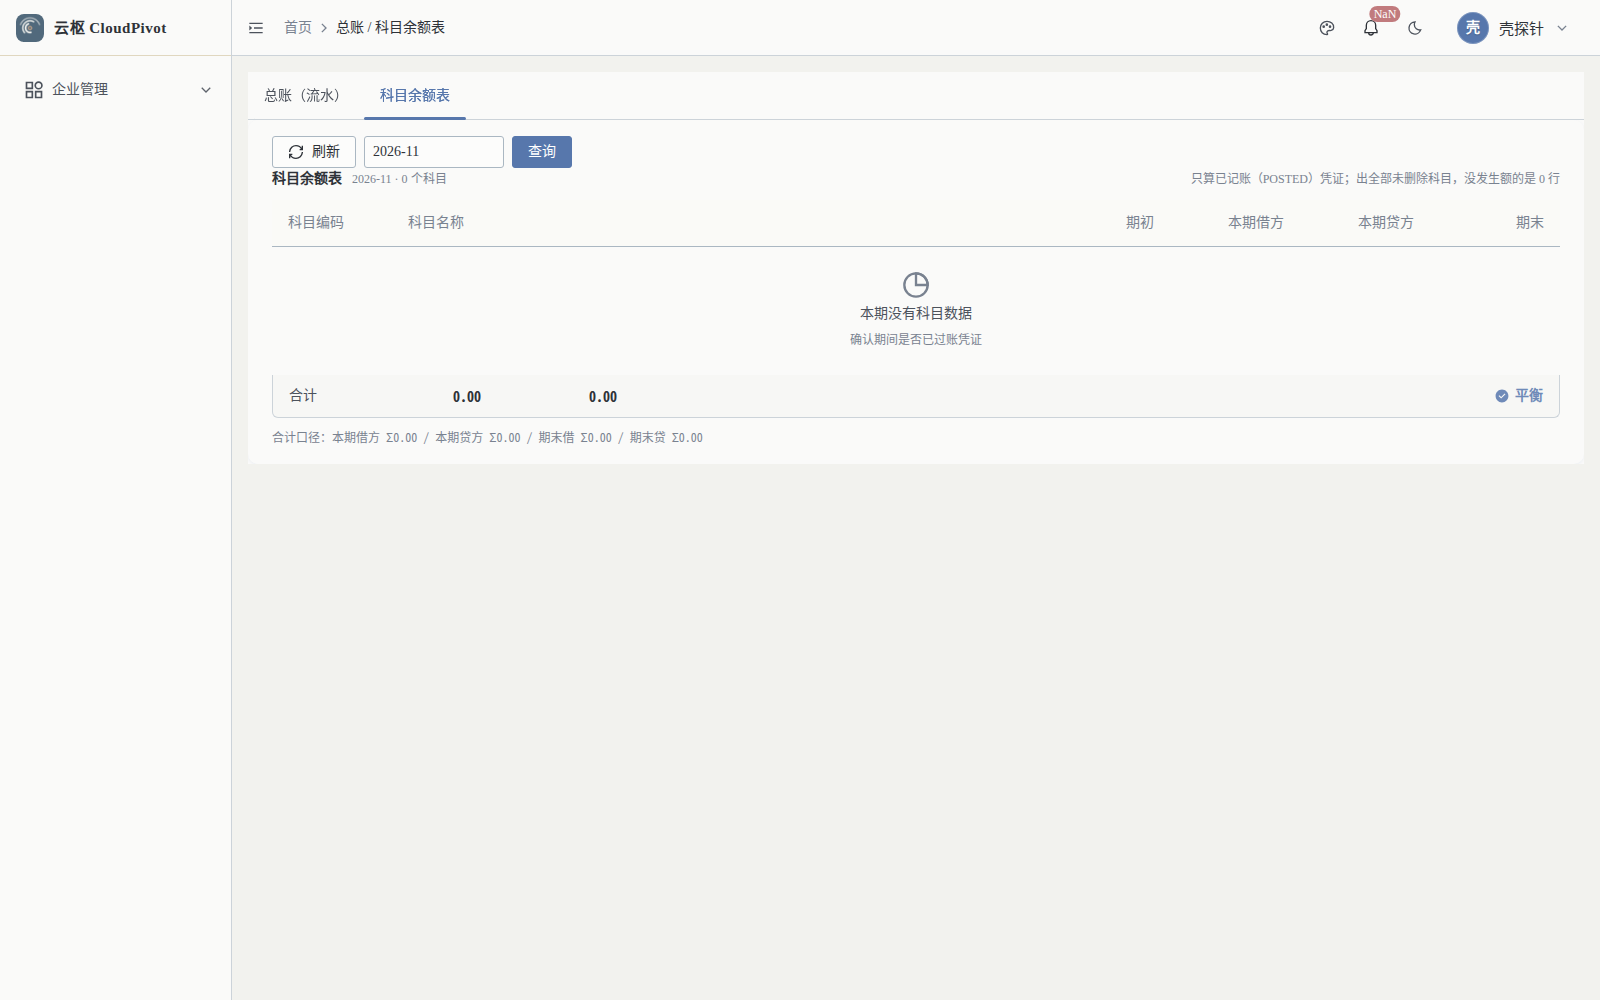 云枢 CloudPivot
首页 > 总账 / 科目余额表
NaN
壳 壳探针
企业管理
总账（流水） 科目余额表
刷新 2026-11 查询
科目余额表 2026-11 · 0 个科目 只算已记账（POSTED）凭证；出全部未删除科目，没发生额的是 0 行
科目编码 科目名称 期初 本期借方 本期贷方 期末
本期没有科目数据
确认期间是否已过账凭证
合计 0.00 0.00 平衡
合计口径：本期借方 Σ0.00 / 本期贷方 Σ0.00 / 期末借 Σ0.00 / 期末贷 Σ0.00